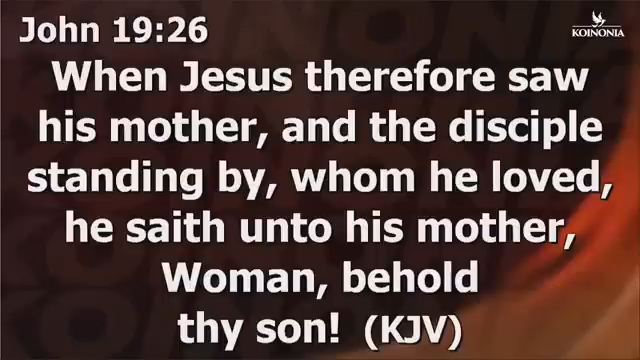 John 19:26
KOINONIA
When Jesus therefore saw
his mother, and the disciple
standing by, whom he loved,
he saith unto his mother,
Woman, behold
thy son! (KJV)